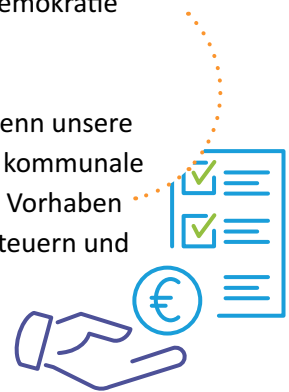 emokratie
enn unsere
kommunale
Vorhaben
teuern und
€